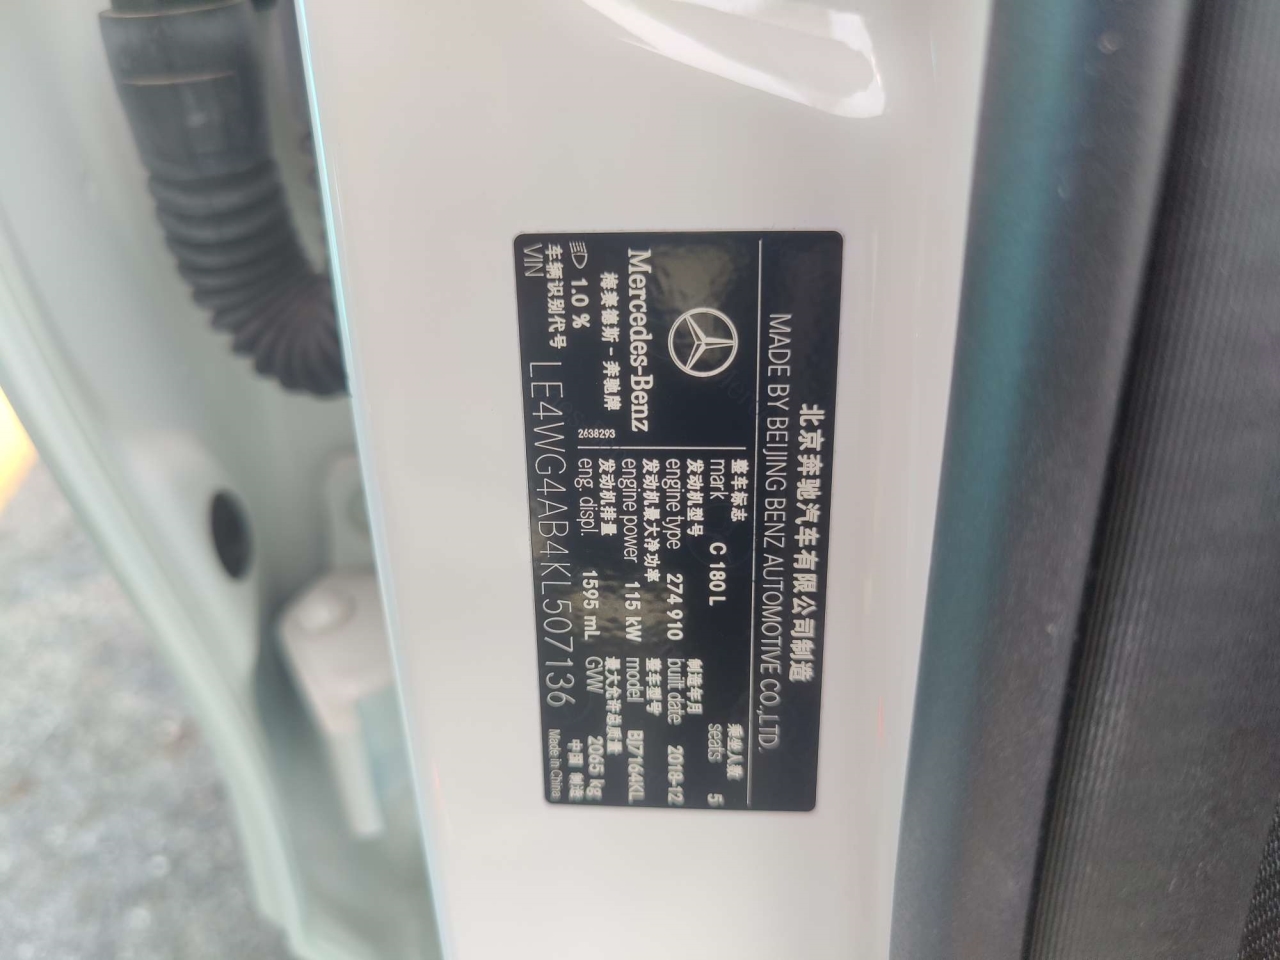 北京奔驰汽车有限公司制造
MADE BY BEIJING BENZ AUTOMOTIVE CO.,LTD.
Mercedes-Benz
梅赛德斯-奔驰牌
1.0 %
2638293
整车标志
mark C 180 L
乘坐人数
seats 5
发动机型号
engine type 274 910
制造年月
built date 2018-12
发动机最大净功率
engine power 115 kW
整车型号
model BJ7164KIL
发动机排量
eng. displ. 1595 mL
最大允许总质量
GVW 2065 kg
车辆识别代号
VIN LE4WG4AB4KL507136
中国 制造
Made in China